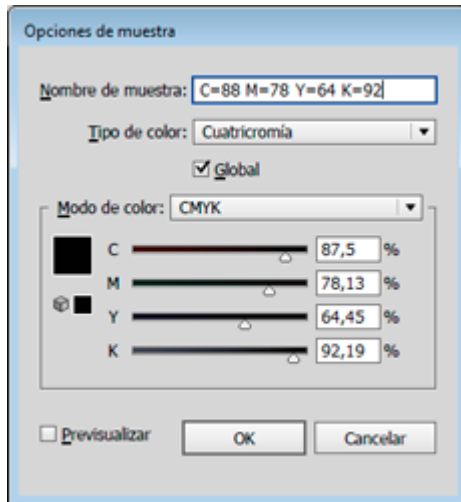 Opciones de muestra
Nombre de muestra: C=88 M=78 Y=64 K=92
Tipo de color: Cuatricromía
Global
Modo de color: CMYK
C 87,5 %
M 78,13 %
Y 64,45 %
K 92,19 %
Previsualizar OK Cancelar